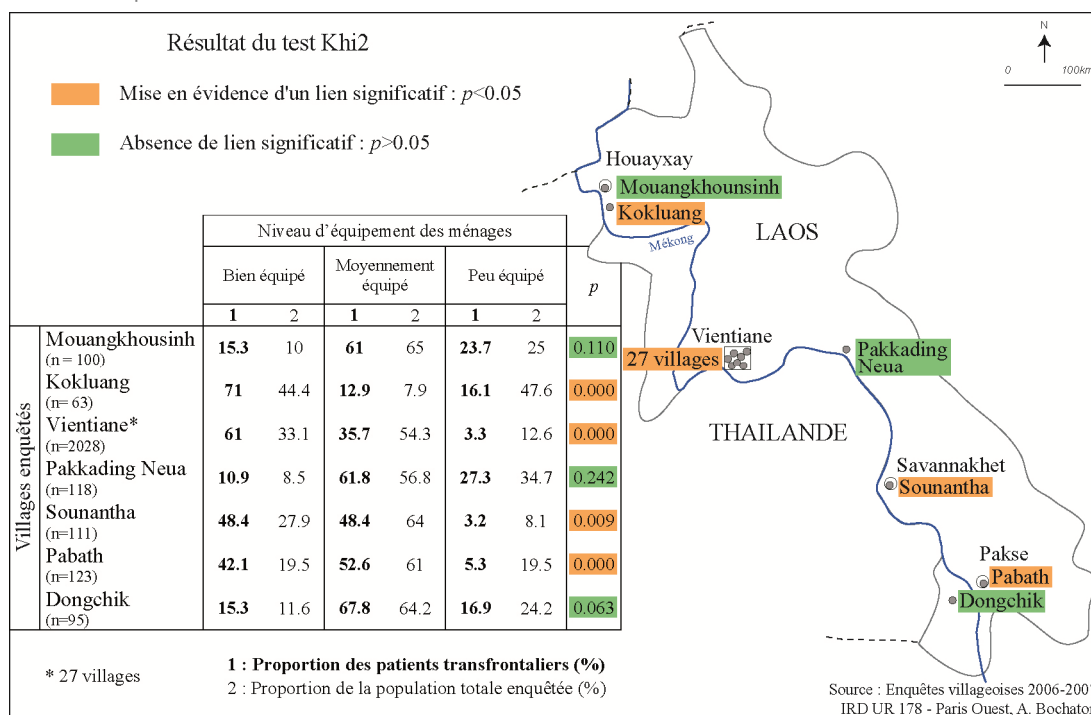 Résultat du test Khi2
Mise en évidence d'un lien significatif : p<0.05
Absence de lien significatif : p>0.05
N
0 100km
Houayxay
Mouangkhounsinh
Kokluang
Mékong
LAOS
Vientiane
27 villages
Pakkading
Neua
THAILANDE
Savannakhet
Sounantha
Pakse
Pabath
Dongchik
Niveau d'équipement des ménages
Bien équipé Moyennement équipé Peu équipé p
1 2 1 2 1 2
Villages enquêtés
Mouangkhousinh 15.3 10 61 65 23.7 25 0.110
(n = 100)
Kokluang 71 44.4 12.9 7.9 16.1 47.6 0.000
(n= 63)
Vientiane* 61 33.1 35.7 54.3 3.3 12.6 0.000
(n=2028)
Pakkading Neua 10.9 8.5 61.8 56.8 27.3 34.7 0.242
(n=118)
Sounantha 48.4 27.9 48.4 64 3.2 8.1 0.009
(n=111)
Pabath 42.1 19.5 52.6 61 5.3 19.5 0.000
(n=123)
Dongchik 15.3 11.6 67.8 64.2 16.9 24.2 0.063
(n=95)
* 27 villages
1 : Proportion des patients transfrontaliers (%)
2 : Proportion de la population totale enquêtée (%)
Source : Enquêtes villageoises 2006-200
IRD UR 178 - Paris Ouest, A. Bochato